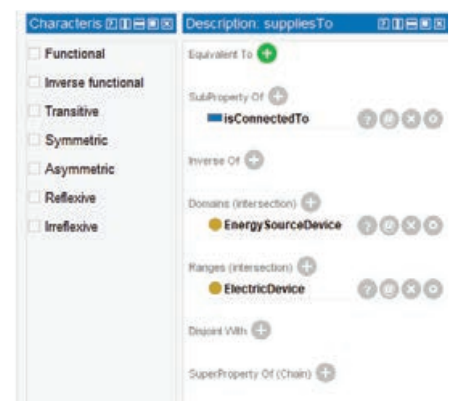 Characteris
Functional
Inverse functional
Transitive
Symmetric
Asymmetric
Reflexive
Irreflexive
Description: suppliesTo
Equivalent To
SubProperty Of
isConnectedTo
Inverse Of
Domains (intersection)
EnergySourceDevice
Ranges (intersection)
ElectricDevice
Disjoint With
SuperProperty Of (Chain)